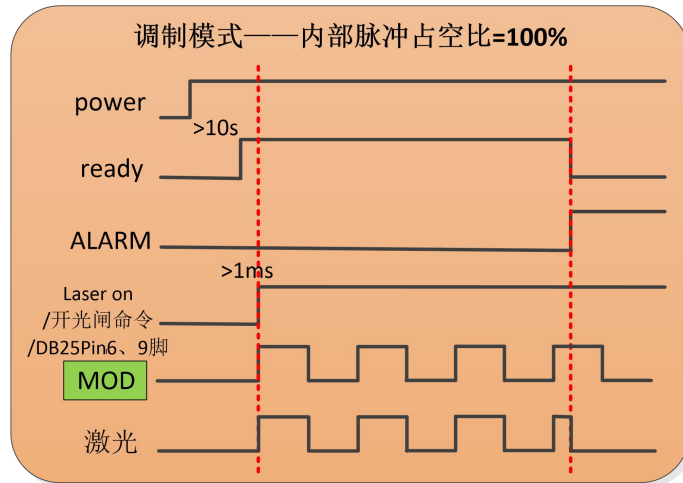 调制模式——内部脉冲占空比=100%
power
>10s
ready
ALARM
>1ms
Laser on
/开光闸命令
/DB25Pin6、9脚
MOD
激光